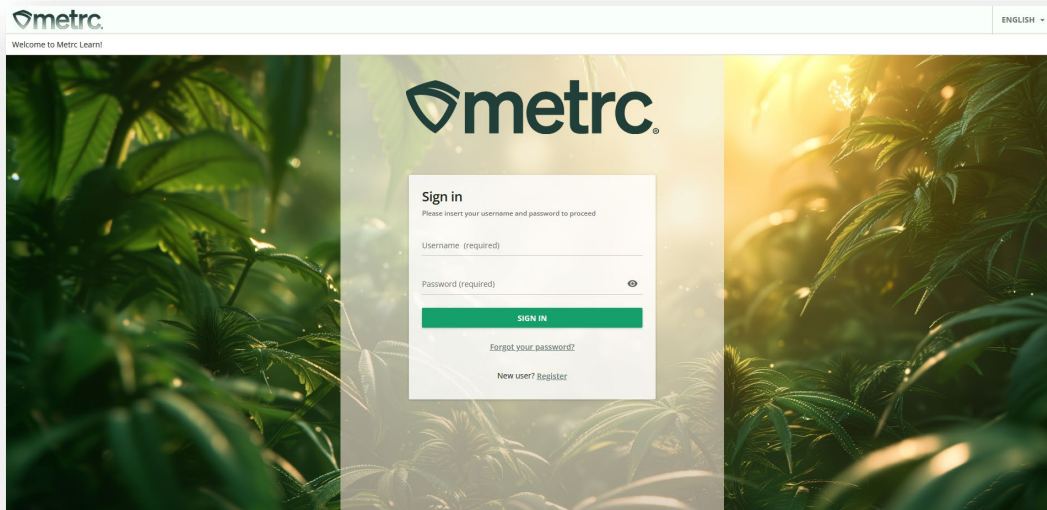 metrc.
ENGLISH
Welcome to Metrc Learn!
metrc®
Sign in
Please insert your username and password to proceed
Username (required)
Password (required)
SIGN IN
Forgot your password?
New user? Register